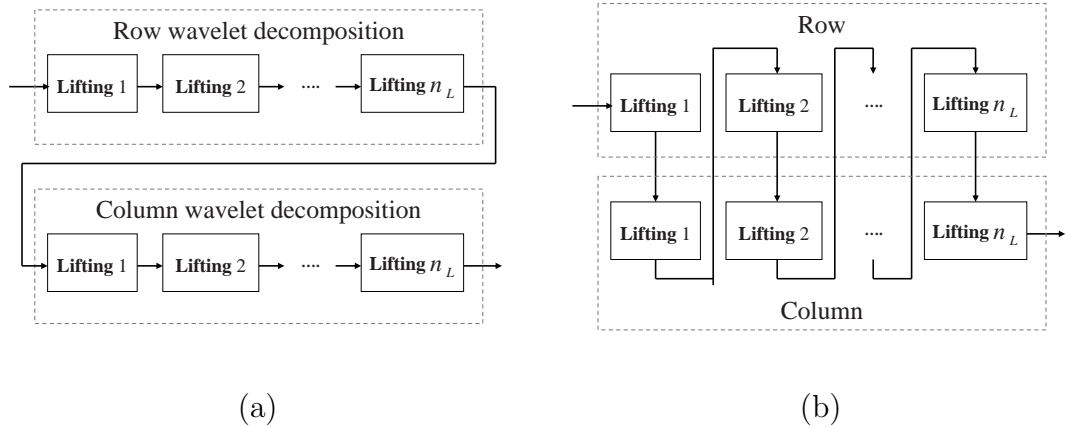 Row wavelet decomposition
Lifting 1
Lifting 2
....
Lifting n_L
Column wavelet decomposition
Lifting 1
Lifting 2
....
Lifting n_L
(a)
Row
Lifting 1
Lifting 2
....
Lifting n_L
Lifting 1
Lifting 2
....
Lifting n_L
Column
(b)